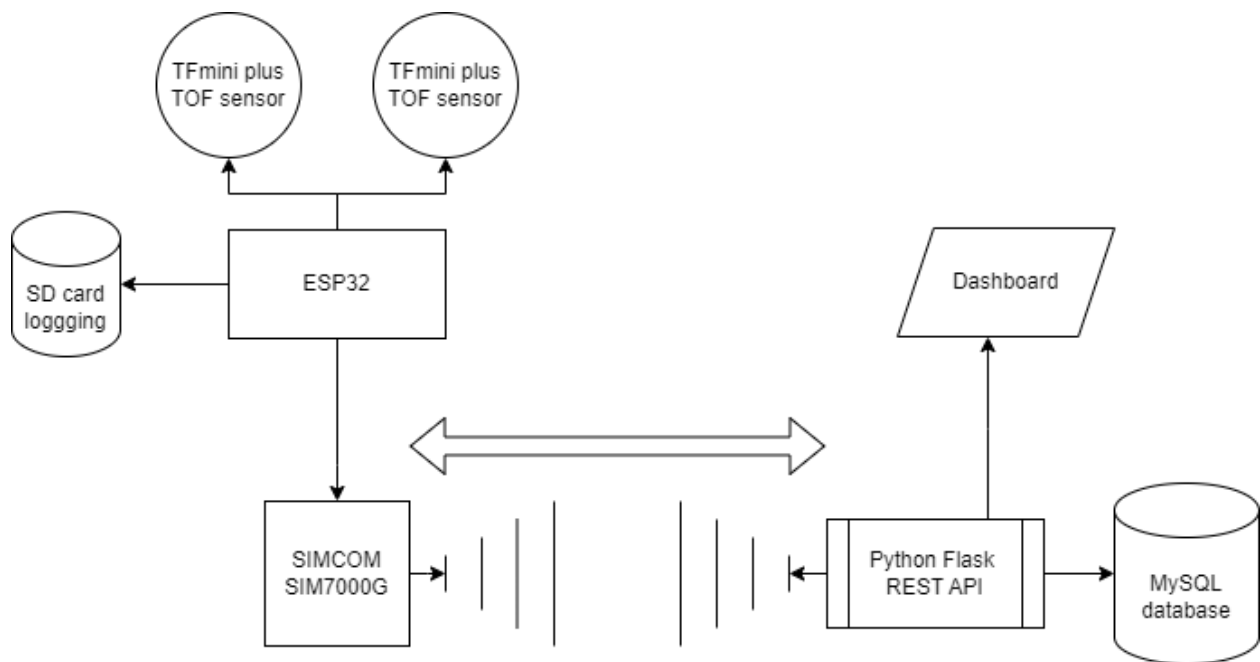 TFmini plus
TOF sensor
TFmini plus
TOF sensor
SD card
loggging
ESP32
Dashboard
SIMCOM
SIM7000G
Python Flask
REST API
MySQL
database